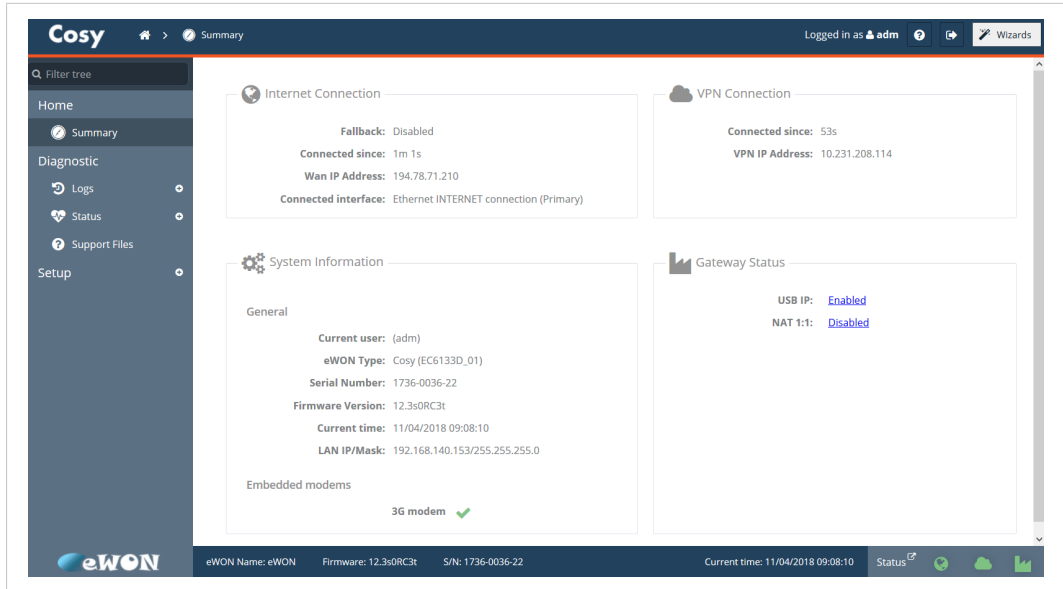 Cosy
> Summary
Logged in as adm
Wizards
Filter tree
Home
Summary
Diagnostic
Logs
Status
Support Files
Setup
Internet Connection
Fallback: Disabled
Connected since: 1m 1s
Wan IP Address: 194.78.71.210
Connected interface: Ethernet INTERNET connection (Primary)
VPN Connection
Connected since: 53s
VPN IP Address: 10.231.208.114
System Information
General
Current user: (adm)
eWON Type: Cosy (EC6133D_01)
Serial Number: 1736-0036-22
Firmware Version: 12.3s0RC3t
Current time: 11/04/2018 09:08:10
LAN IP/Mask: 192.168.140.153/255.255.255.0
Embedded modems
3G modem
Gateway Status
USB IP: Enabled
NAT 1:1: Disabled
eWON
eWON Name: eWON Firmware: 12.3s0RC3t S/N: 1736-0036-22 Current time: 11/04/2018 09:08:10 Status